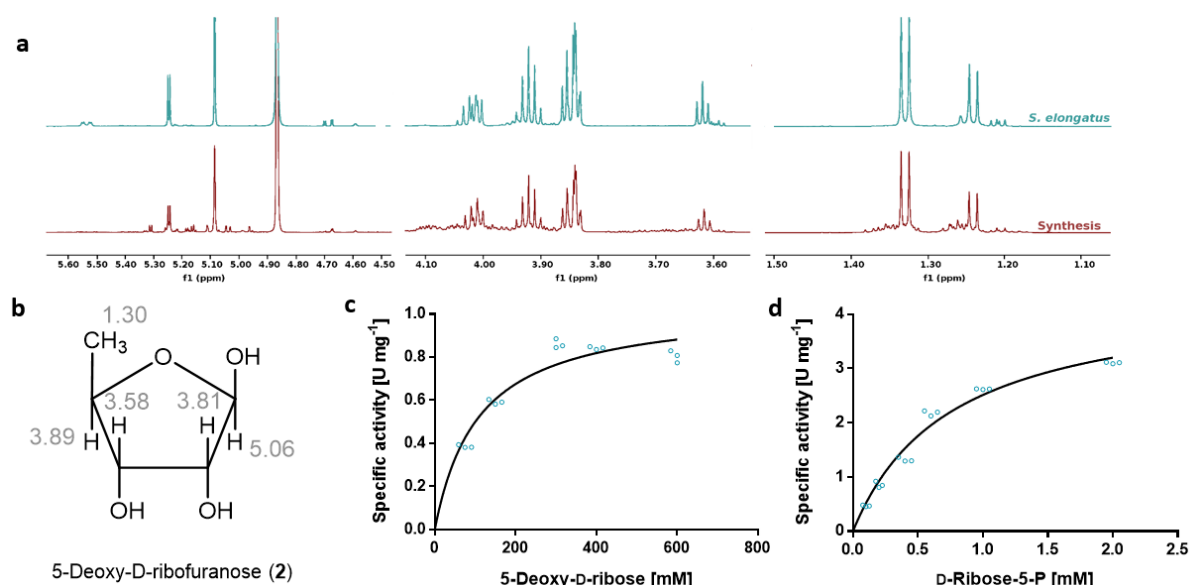 a
S. elongatus
Synthesis
5.60 5.50 5.40 5.30 5.20 5.10 5.00 4.90 4.80 4.70 4.60 4.50
f1 (ppm)
4.10 4.00 3.90 3.80 3.70 3.60
f1 (ppm)
1.50 1.40 1.30 1.20 1.10
f1 (ppm)
b
1.30
CH3
O
OH
3.58 3.81
H H
3.89 H H 5.06
OH OH
5-Deoxy-D-ribofuranose (2)
c
Specific activity [U mg-1]
1.0
0.8
0.6
0.4
0.2
0.0
0 200 400 600 800
5-Deoxy-D-ribose [mM]
d
Specific activity [U mg-1]
4
3
2
1
0
0.0 0.5 1.0 1.5 2.0 2.5
D-Ribose-5-P [mM]